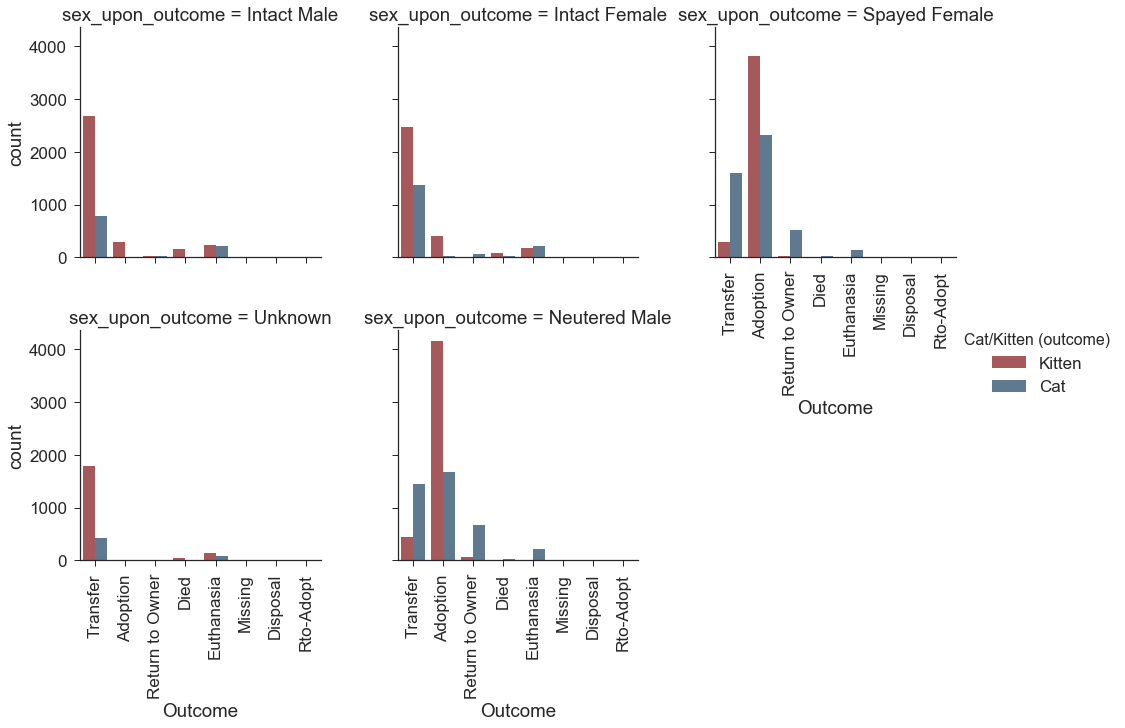 sex_upon_outcome = Intact Male
sex_upon_outcome = Intact Female
sex_upon_outcome = Spayed Female
4000
3000
2000
1000
0
count
Transfer
Adoption
Return to Owner
Died
Euthanasia
Missing
Disposal
Rto-Adopt
Outcome
sex_upon_outcome = Unknown
sex_upon_outcome = Neutered Male
Cat/Kitten (outcome)
Kitten
Cat
4000
3000
2000
1000
0
count
Transfer
Adoption
Return to Owner
Died
Euthanasia
Missing
Disposal
Rto-Adopt
Outcome
Transfer
Adoption
Return to Owner
Died
Euthanasia
Missing
Disposal
Rto-Adopt
Outcome